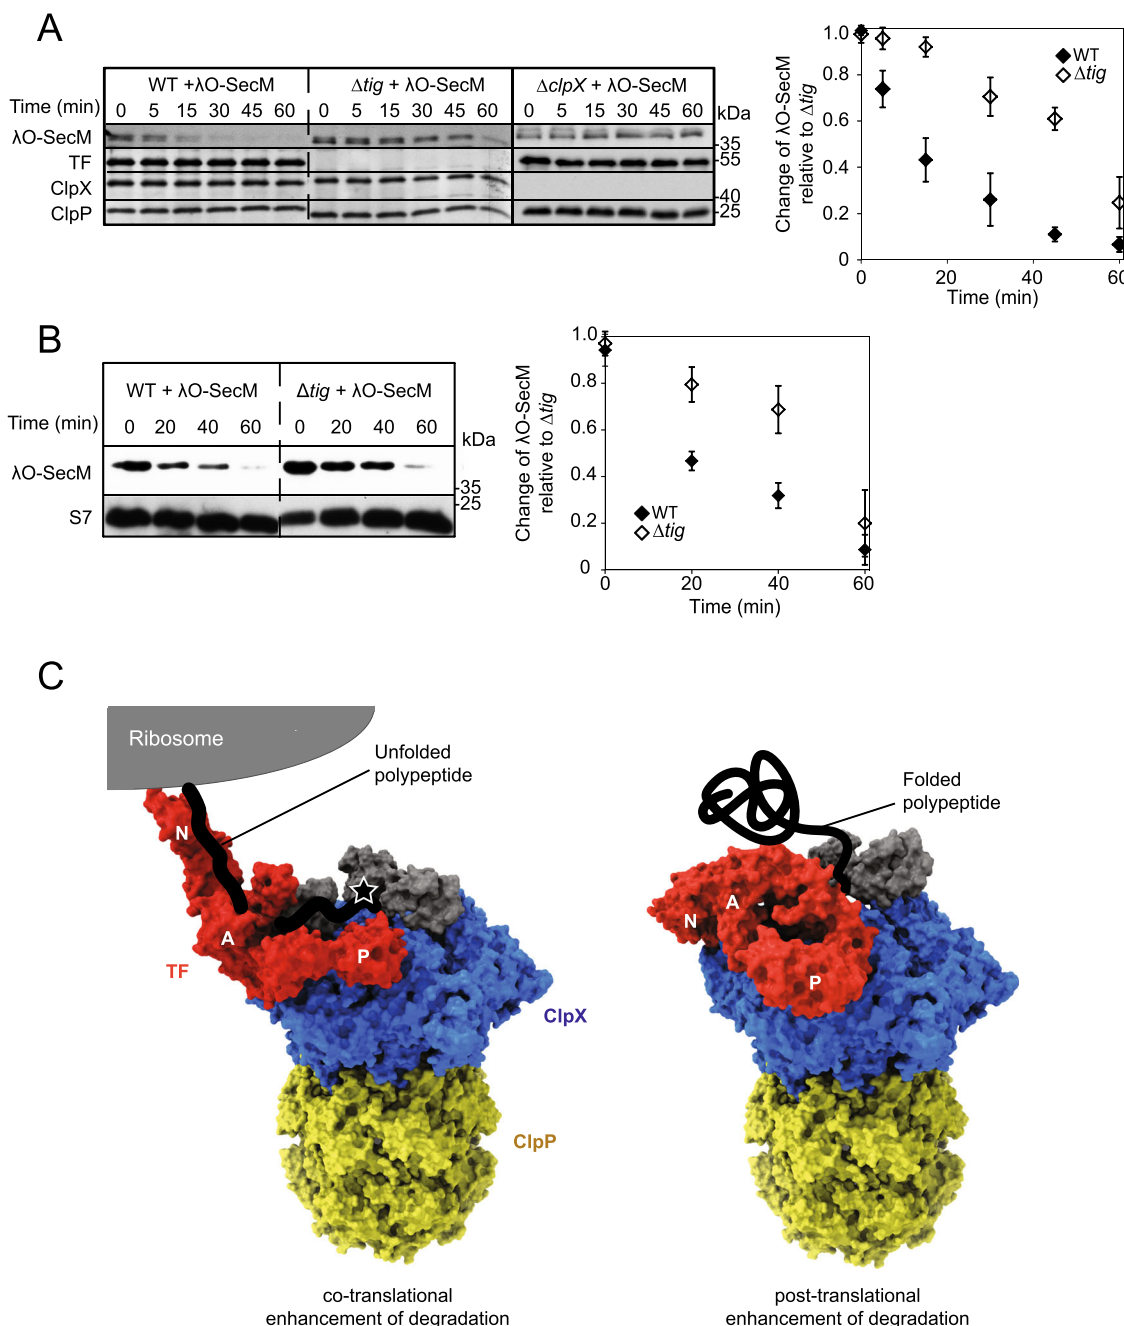 A
WT +λO-SecM
Δtig + λO-SecM
ΔclpX + λO-SecM
Time (min) 0 5 15 30 45 60 0 5 15 30 45 60 0 5 15 30 45 60 kDa
λO-SecM
-35
TF
-55
ClpX
-40
ClpP
-25
Change of λO-SecM
relative to Δtig
1.0
0.8
0.6
0.4
0.2
0
WT
Δtig
0 20 40 60
Time (min)
B
WT + λO-SecM
Δtig + λO-SecM
Time (min) 0 20 40 60 0 20 40 60
kDa
λO-SecM
-35
-25
S7
Change of λO-SecM
relative to Δtig
1.0
0.8
0.6
0.4
0.2
0
WT
Δtig
0 20 40 60
Time (min)
C
Ribosome
Unfolded
polypeptide
N
A
P
TF
ClpX
ClpP
co-translational
enhancement of degradation
Folded
polypeptide
N
A
P
post-translational
enhancement of degradation